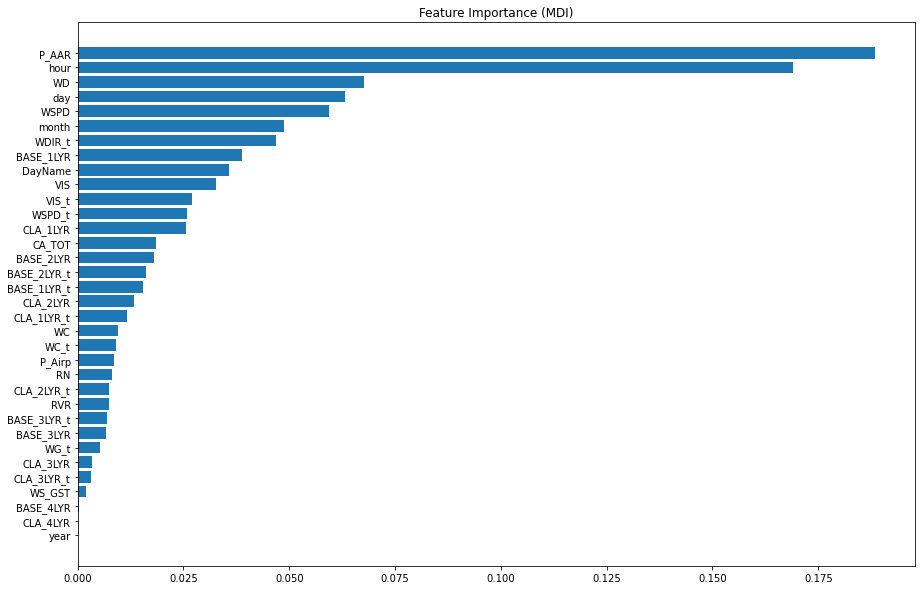 Feature Importance (MDI)
P_AAR
hour
WD
day
WSPD
month
WDIR_t
BASE_1LYR
DayName
VIS
VIS_t
WSPD_t
CLA_1LYR
CA_TOT
BASE_2LYR
BASE_2LYR_t
BASE_1LYR_t
CLA_2LYR
CLA_1LYR_t
WC
WC_t
P_Airp
RN
CLA_2LYR_t
RVR
BASE_3LYR_t
BASE_3LYR
WG_t
CLA_3LYR
CLA_3LYR_t
WS_GST
BASE_4LYR
CLA_4LYR
year
0.000 0.025 0.050 0.075 0.100 0.125 0.150 0.175